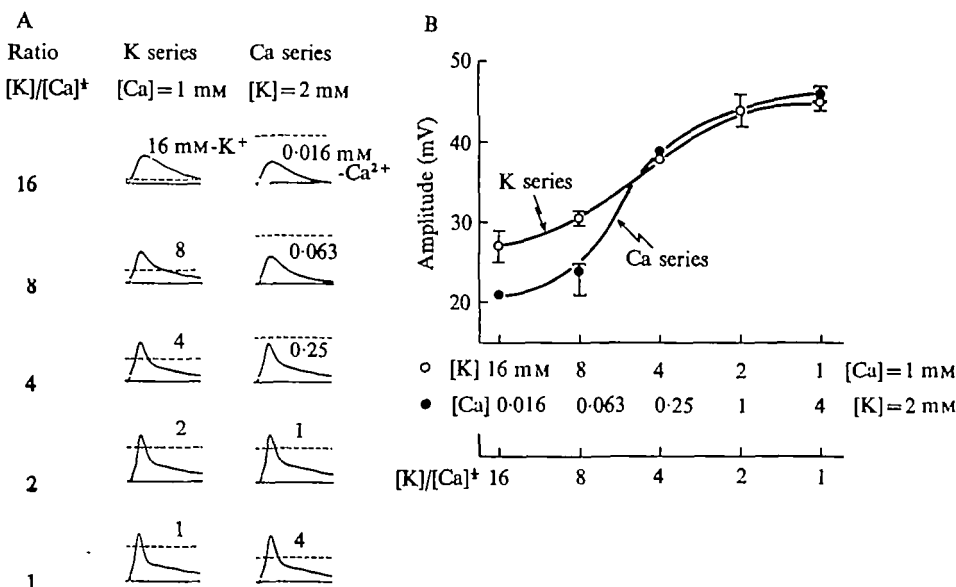 A
Ratio K series Ca series
[K]/[Ca]½ [Ca]=1 mM [K]=2 mM
16 16 mM-K+ 0·016 mM -Ca2+
8 8 0·063
4 4 0·25
2 2 1
1 1 4
B
50
40
30
20
Amplitude (mV)
K series
Ca series
[K] 16 mM 8 4 2 1 [Ca]=1 mM
[Ca] 0·016 0·063 0·25 1 4 [K]=2 mM
[K]/[Ca]½ 16 8 4 2 1